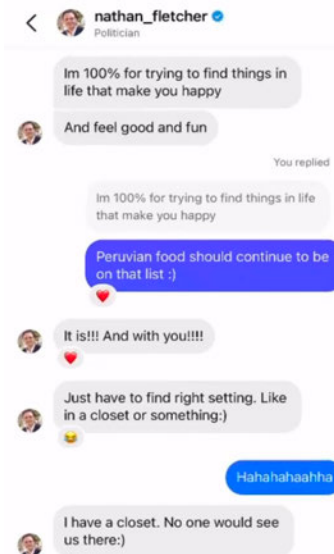 nathan_fletcher
Politician
Im 100% for trying to find things in
life that make you happy
And feel good and fun
You replied
Im 100% for trying to find things in life
that make you happy
Peruvian food should continue to be
on that list :)
It is!!! And with you!!!!
Just have to find right setting. Like
in a closet or something:)
Hahahahaahha
I have a closet. No one would see
us there:)